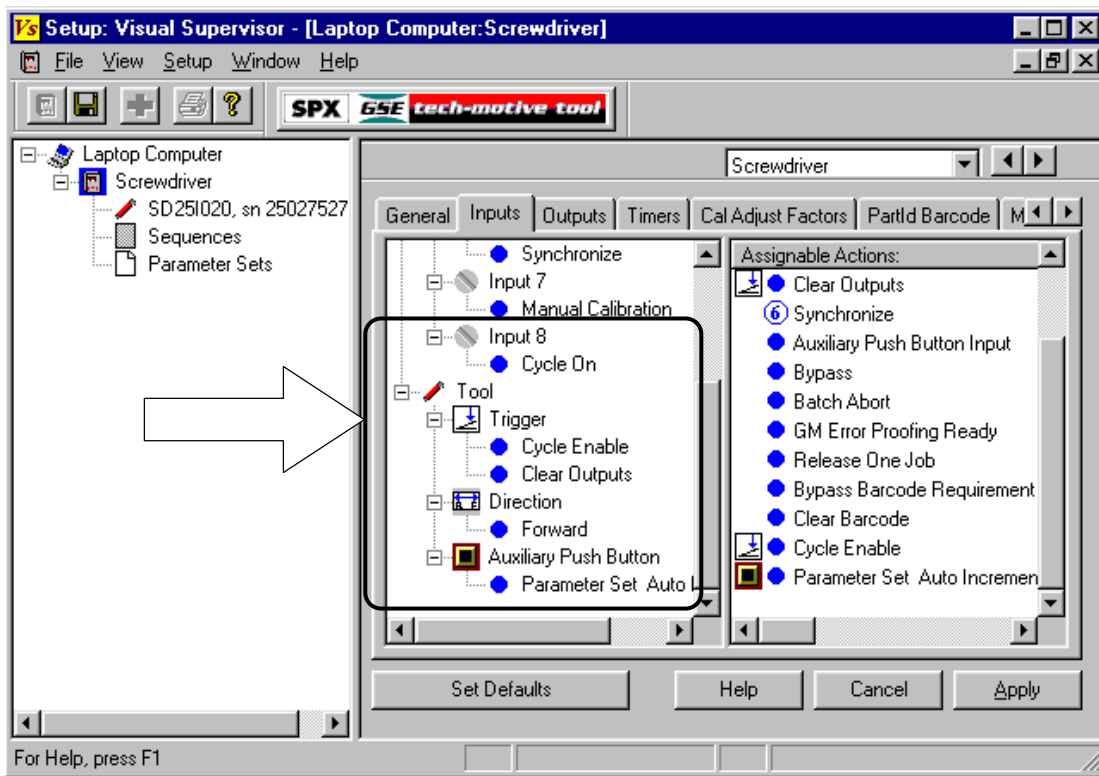 Vs Setup: Visual Supervisor - [Laptop Computer:Screwdriver]
File View Setup Window Help
SPX GSE tech-motive tool
Laptop Computer
Screwdriver
SD25I020, sn 25027527
Sequences
Parameter Sets
Screwdriver
General Inputs Outputs Timers Cal Adjust Factors PartId Barcode M
Synchronize
Input 7
Manual Calibration
Input 8
Cycle On
Tool
Trigger
Cycle Enable
Clear Outputs
Direction
Forward
Auxiliary Push Button
Parameter Set Auto I
Assignable Actions:
Clear Outputs
6 Synchronize
Auxiliary Push Button Input
Bypass
Batch Abort
GM Error Proofing Ready
Release One Job
Bypass Barcode Requirement
Clear Barcode
Cycle Enable
Parameter Set Auto Incremen
Set Defaults Help Cancel Apply
For Help, press F1